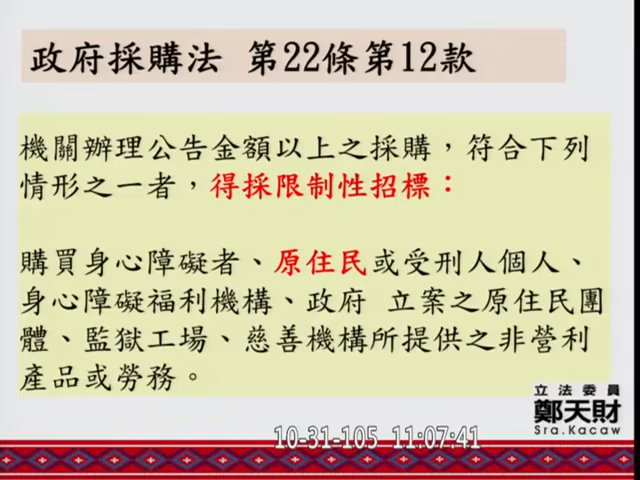 政府採購法 第22條第12款
機關辦理公告金額以上之採購，符合下列
情形之一者，得採限制性招標：
購買身心障礙者、原住民或受刑人個人、
身心障礙福利機構、政府 立案之原住民團
體、監獄工場、慈善機構所提供之非營利
產品或勞務。
立法委員
鄭天財
Sra.Kacaw
10-31-105 11:07:41